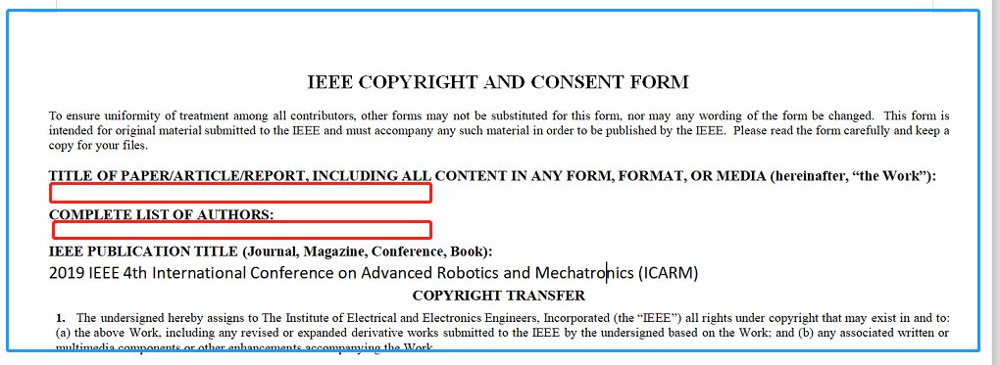 IEEE COPYRIGHT AND CONSENT FORM
To ensure uniformity of treatment among all contributors, other forms may not be substituted for this form, nor may any wording of the form be changed. This form is
intended for original material submitted to the IEEE and must accompany any such material in order to be published by the IEEE. Please read the form carefully and keep a
copy for your files.
TITLE OF PAPER/ARTICLE/REPORT, INCLUDING ALL CONTENT IN ANY FORM, FORMAT, OR MEDIA (hereinafter, “the Work”):
COMPLETE LIST OF AUTHORS:
IEEE PUBLICATION TITLE (Journal, Magazine, Conference, Book):
2019 IEEE 4th International Conference on Advanced Robotics and Mechatronics (ICARM)
COPYRIGHT TRANSFER
1. The undersigned hereby assigns to The Institute of Electrical and Electronics Engineers, Incorporated (the “IEEE”) all rights under copyright that may exist in and to:
(a) the above Work, including any revised or expanded derivative works submitted to the IEEE by the undersigned based on the Work; and (b) any associated written or
multimedia components or other enhancements accompanying the Work.